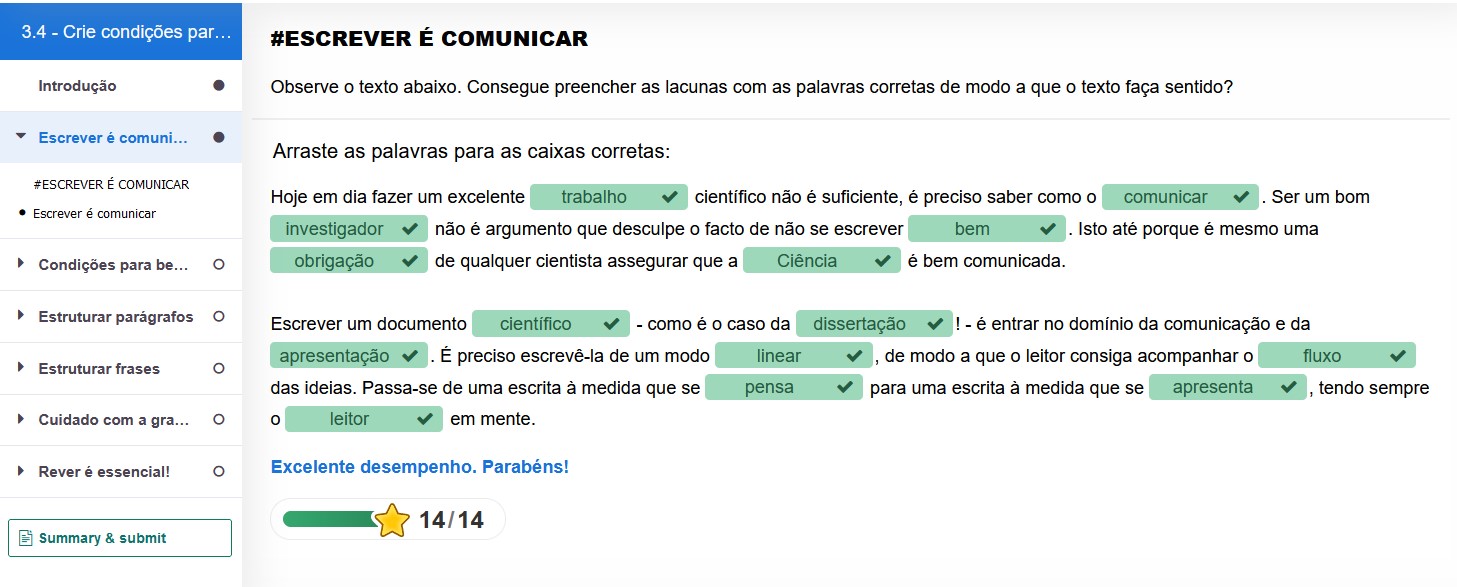 3.4 - Crie condições par…
Introdução
Escrever é comuni…
#ESCREVER É COMUNICAR
Escrever é comunicar
Condições para be…
Estruturar parágrafos
Estruturar frases
Cuidado com a gra…
Rever é essencial!
Summary & submit
#ESCREVER É COMUNICAR
Observe o texto abaixo. Consegue preencher as lacunas com as palavras corretas de modo a que o texto faça sentido?
Arraste as palavras para as caixas corretas:
Hoje em dia fazer um excelente trabalho científico não é suficiente, é preciso saber como o comunicar . Ser um bom
investigador não é argumento que desculpe o facto de não se escrever bem . Isto até porque é mesmo uma
obrigação de qualquer cientista assegurar que a Ciência é bem comunicada.
Escrever um documento científico - como é o caso da dissertação ! - é entrar no domínio da comunicação e da
apresentação . É preciso escrevê-la de um modo linear , de modo a que o leitor consiga acompanhar o fluxo
das ideias. Passa-se de uma escrita à medida que se pensa para uma escrita à medida que se apresenta , tendo sempre
o leitor em mente.
Excelente desempenho. Parabéns!
14/14